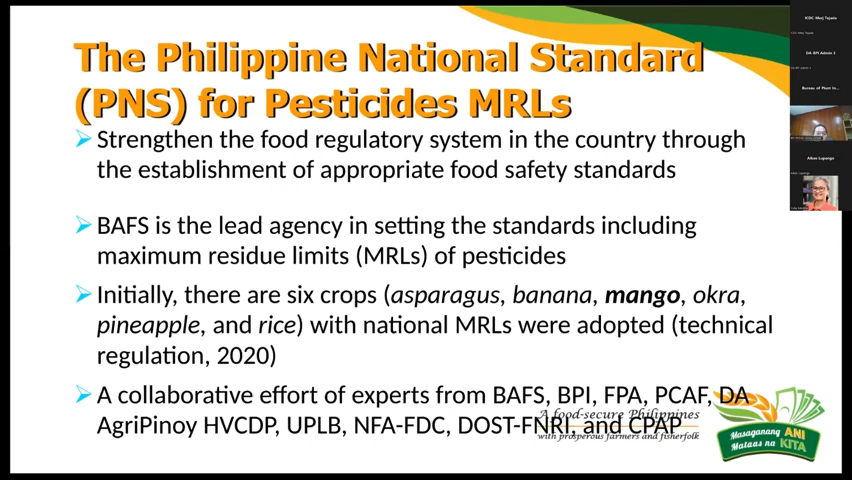 The Philippine National Standard
(PNS) for Pesticides MRLs
Strengthen the food regulatory system in the country through
the establishment of appropriate food safety standards
BAFS is the lead agency in setting the standards including
maximum residue limits (MRLs) of pesticides
Initially, there are six crops (asparagus, banana, mango, okra,
pineapple, and rice) with national MRLs were adopted (technical
regulation, 2020)
A collaborative effort of experts from BAFS, BPI, FPA, PCAF, DA
AgriPinoy HVCDP, UPLB, NFA-FDC, DOST-FNRI, and CPAP
A food-secure Philippines
with prosperous farmers and fisherfolk
Masaganang ANI
Mataas na KITA
DA BPI Admin 2
Bureau of Plant In...